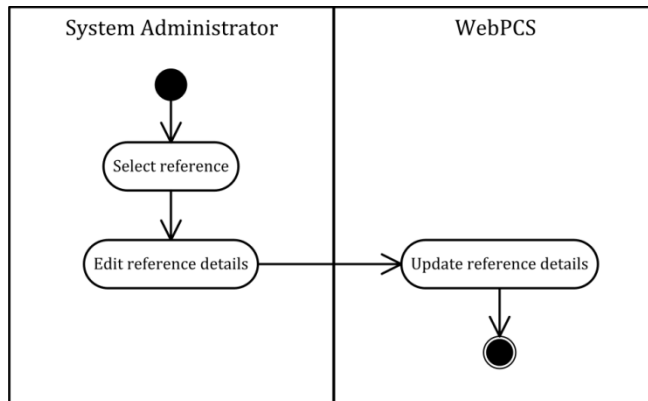 System Administrator
WebPCS
Select reference
Edit reference details
Update reference details